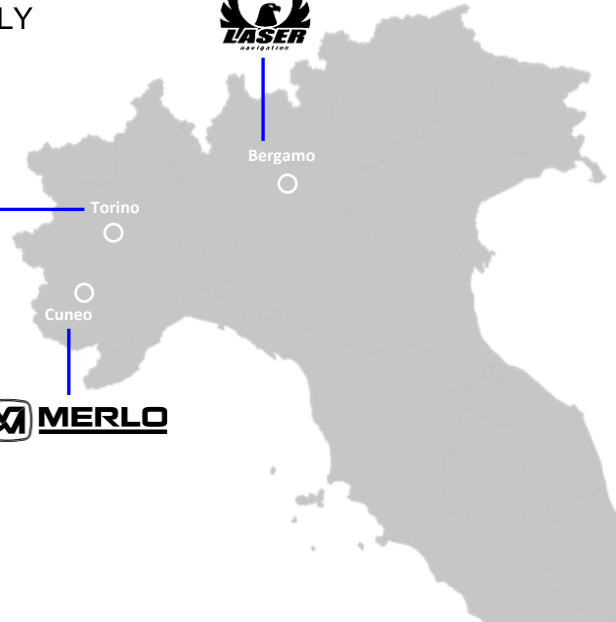 LY
LASER
navigation
Bergamo
Torino
Cuneo
MERLO